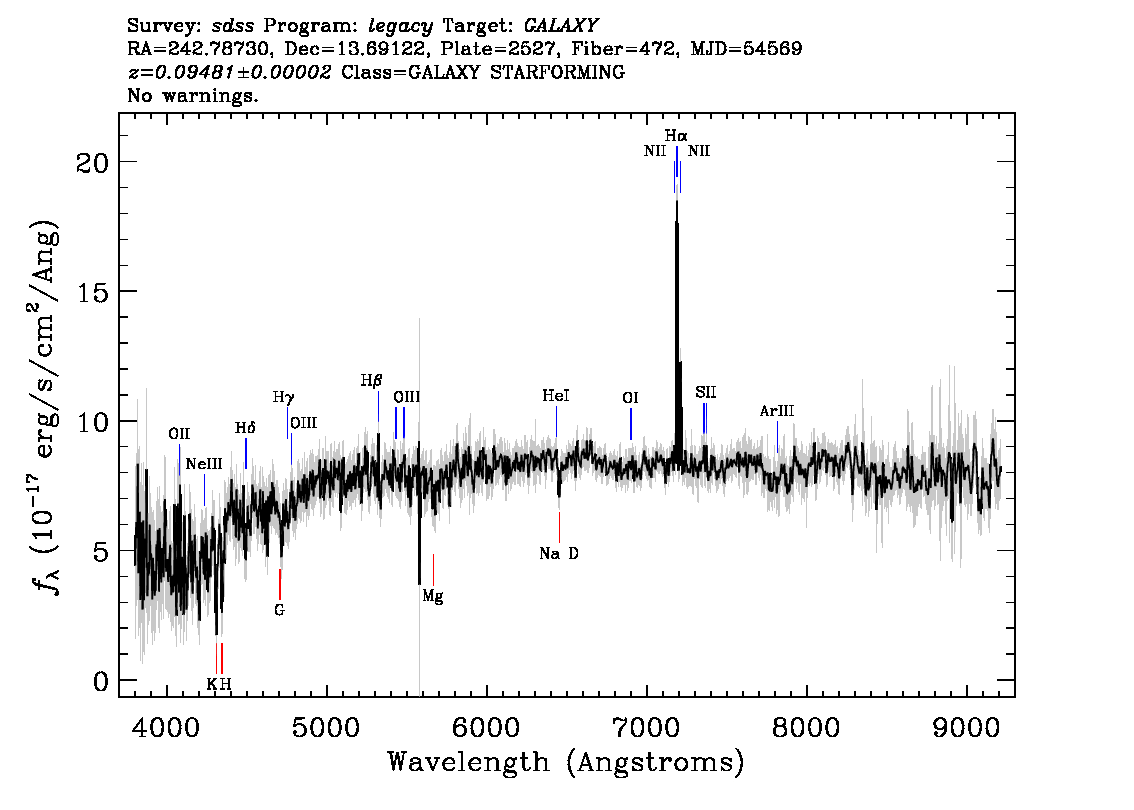 Survey: sdss Program: legacy Target: GALAXY
RA=242.78730, Dec=13.69122, Plate=2527, Fiber=472, MJD=54569
z=0.09481±0.00002 Class=GALAXY STARFORMING
No warnings.
Hα
NII NII
20
15
Hβ
Hγ
OIII
HeI
OI
SII
ArIII
10
OII
Hδ
OIII
NeIII
5
Na D
Mg
G
K H
0
4000 5000 6000 7000 8000 9000
Wavelength (Angstroms)
f_λ (10⁻¹⁷ erg/s/cm²/Ang)